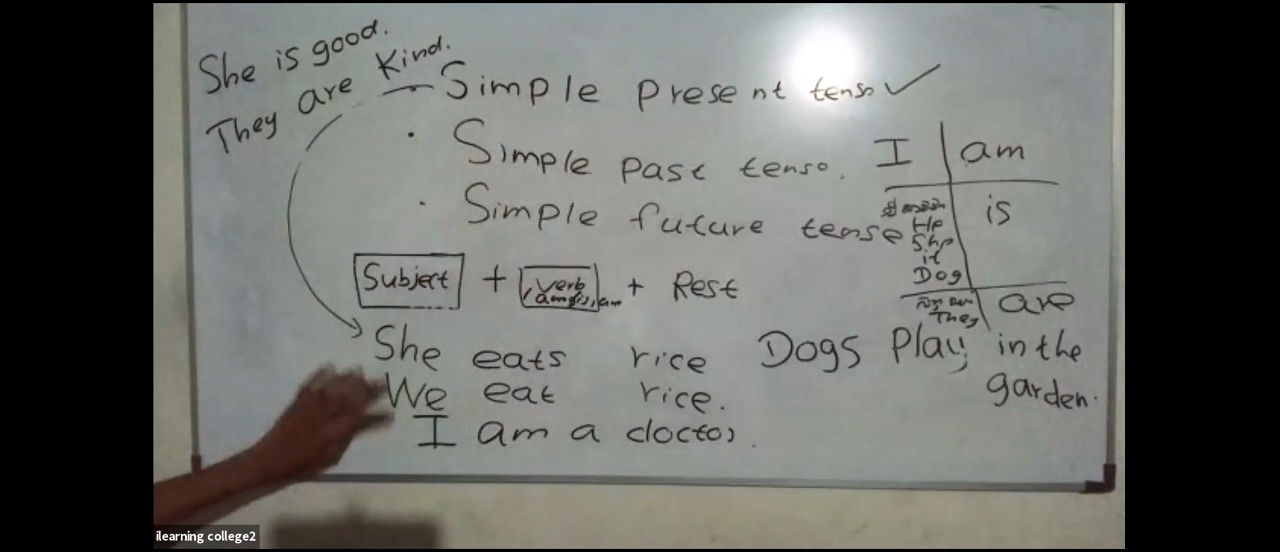 She is good.
They are Kind.
Simple present tense ✓
• Simple past tense.
• Simple future tense
I | am
is
He
She
it
Dog
They | are
Subject + verb + Rest
She eats rice
We eat rice.
I am a doctor.
Dogs Play in the
garden.
ilearning college2